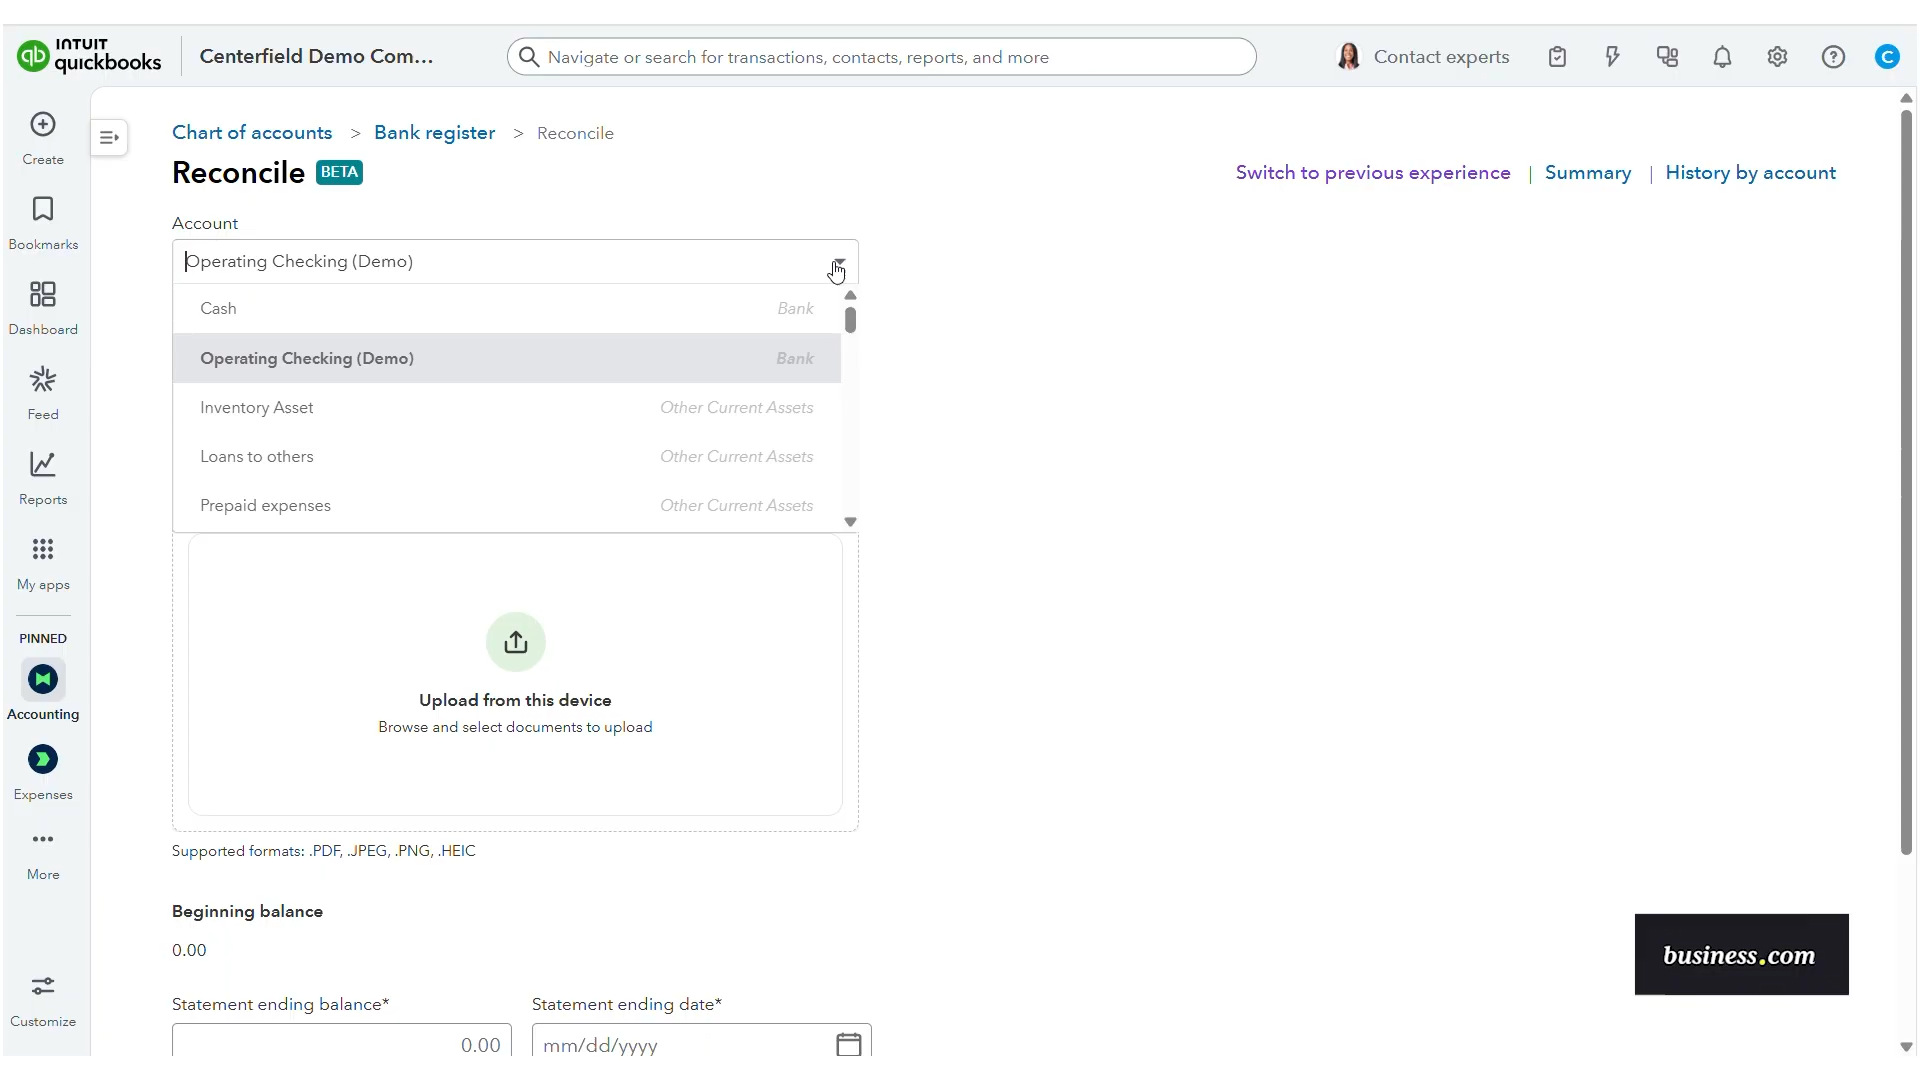 INTUIT
quickbooks
Centerfield Demo Com...
Navigate or search for transactions, contacts, reports, and more
Contact experts
C
Create
Bookmarks
Dashboard
Feed
Reports
My apps
PINNED
Accounting
Expenses
More
Customize
Chart of accounts > Bank register > Reconcile
Reconcile BETA
Switch to previous experience | Summary | History by account
Account
Operating Checking (Demo)
Cash Bank
Operating Checking (Demo) Bank
Inventory Asset Other Current Assets
Loans to others Other Current Assets
Prepaid expenses Other Current Assets
Upload from this device
Browse and select documents to upload
Supported formats: .PDF, .JPEG, .PNG, .HEIC
Beginning balance
0.00
Statement ending balance* Statement ending date*
0.00 mm/dd/yyyy
business.com